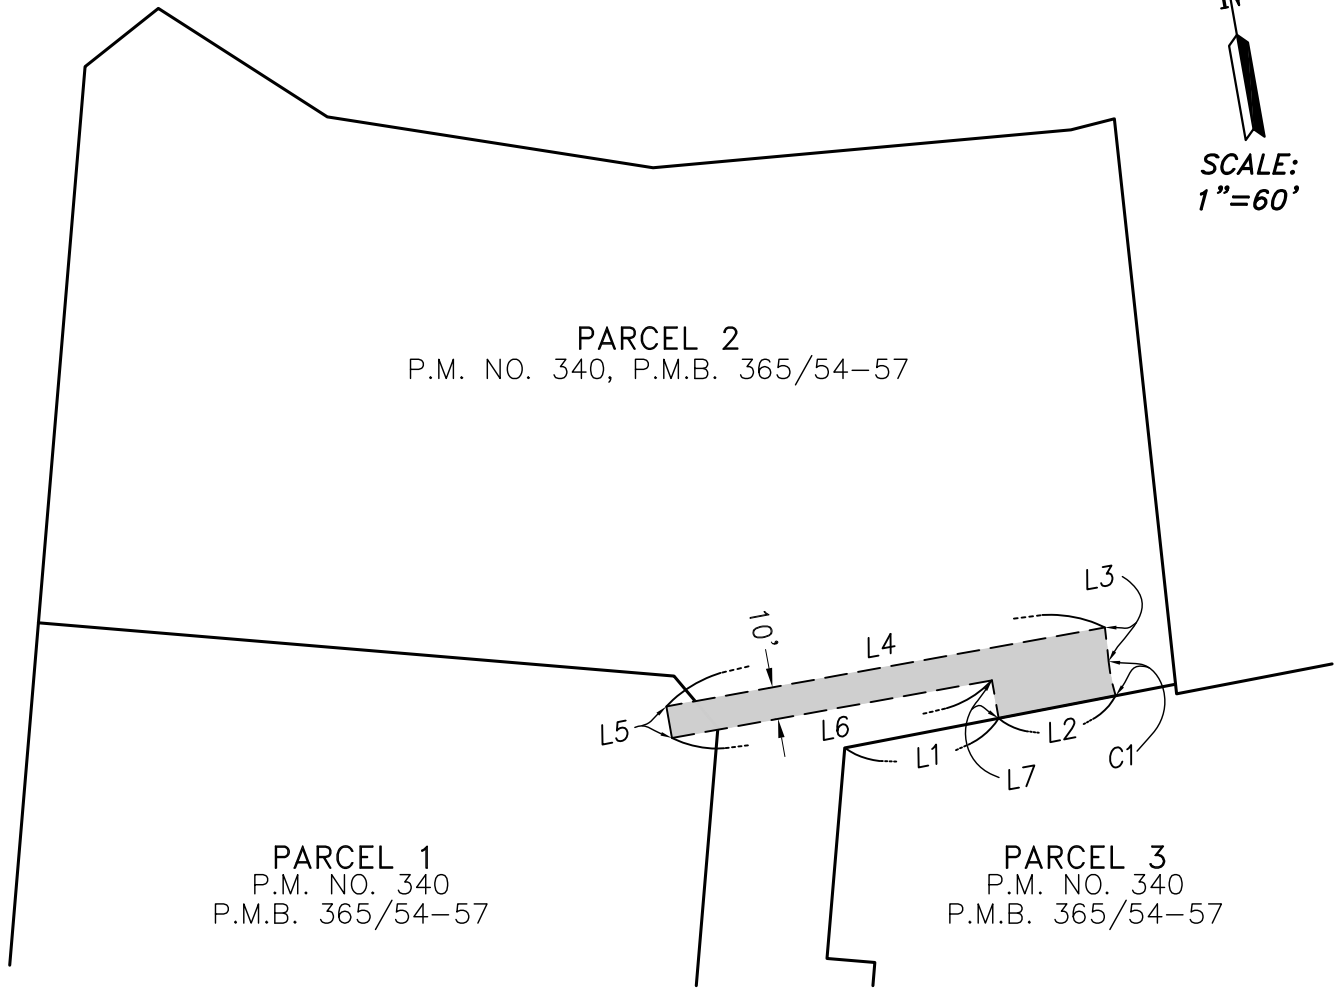 SCALE:
1"=60'
PARCEL 2
P.M. NO. 340, P.M.B. 365/54-57
L3
10'
L4
L5
L6
L2
L1
C1
L7
PARCEL 1
P.M. NO. 340
P.M.B. 365/54-57
PARCEL 3
P.M. NO. 340
P.M.B. 365/54-57